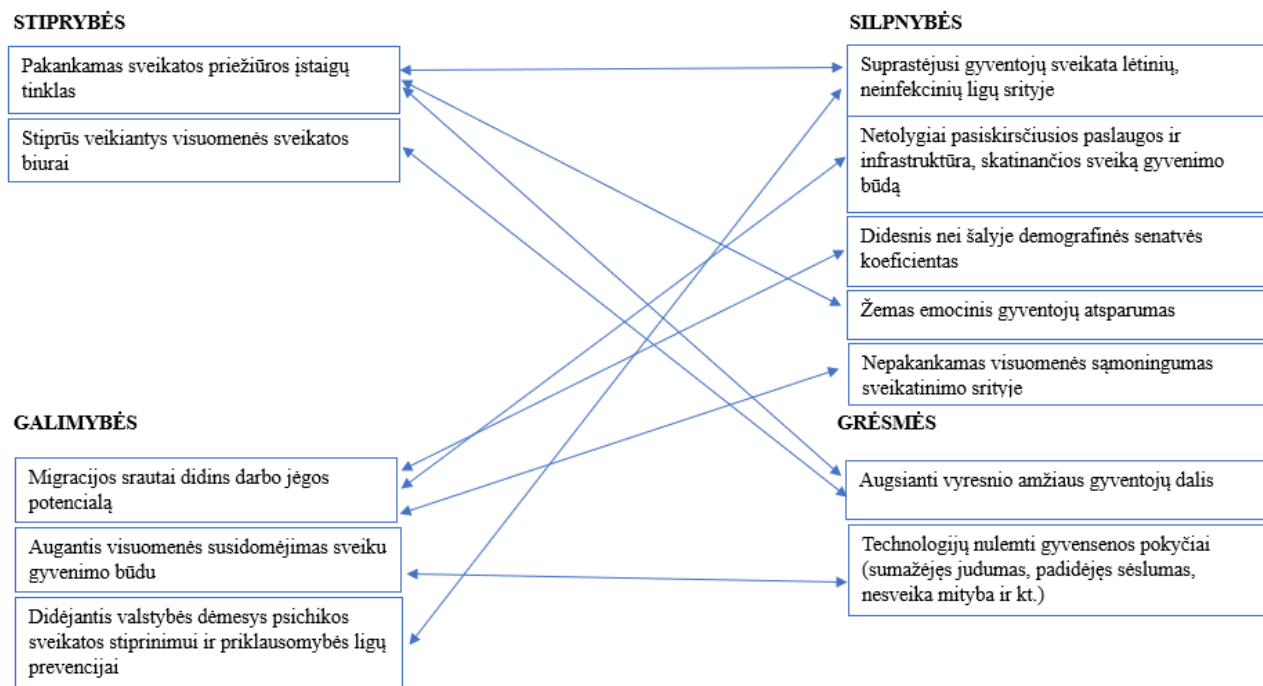 STIPRYBĖS
Pakankamas sveikatos priežiūros įstaigų
tinklas
Stiprūs veikiantys visuomenės sveikatos
biurai
SILPNYBĖS
Suprastėjusi gyventojų sveikata lėtinių,
neinfekcinių ligų srityje
Netolygiai pasiskirsčiusios paslaugos ir
infrastruktūra, skatinančios sveiką gyvenimo
būdą
Didesnis nei šalyje demografinės senatvės
koeficientas
Žemas emocinis gyventojų atsparumas
Nepakankamas visuomenės sąmoningumas
sveikatinimo srityje
GALIMYBĖS
Migracijos srautai didins darbo jėgos
potencialą
Augantis visuomenės susidomėjimas sveiku
gyvenimo būdu
Didėjantis valstybės dėmesys psichikos
sveikatos stiprinimui ir priklausomybės ligų
prevencijai
GRĖSMĖS
Augsianti vyresnio amžiaus gyventojų dalis
Technologijų nulemti gyvensenos pokyčiai
(sumažėjęs judumas, padidėjęs sėslumas,
nesveika mityba ir kt.)